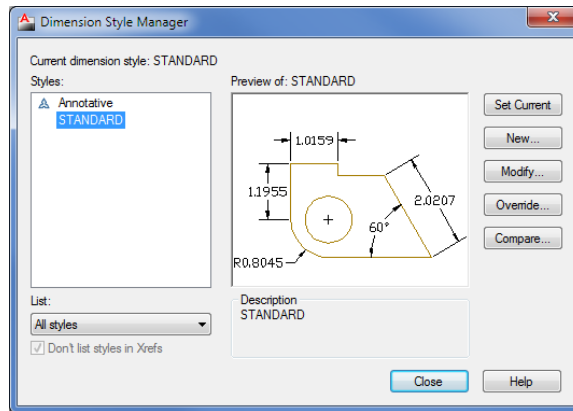 Dimension Style Manager
Current dimension style: STANDARD
Styles:
Annotative
STANDARD
Preview of: STANDARD
1.0159
1.1955
2.0207
60°
R0.8045
Set Current
New...
Modify...
Override...
Compare...
List:
All styles
Don't list styles in Xrefs
Description
STANDARD
Close
Help